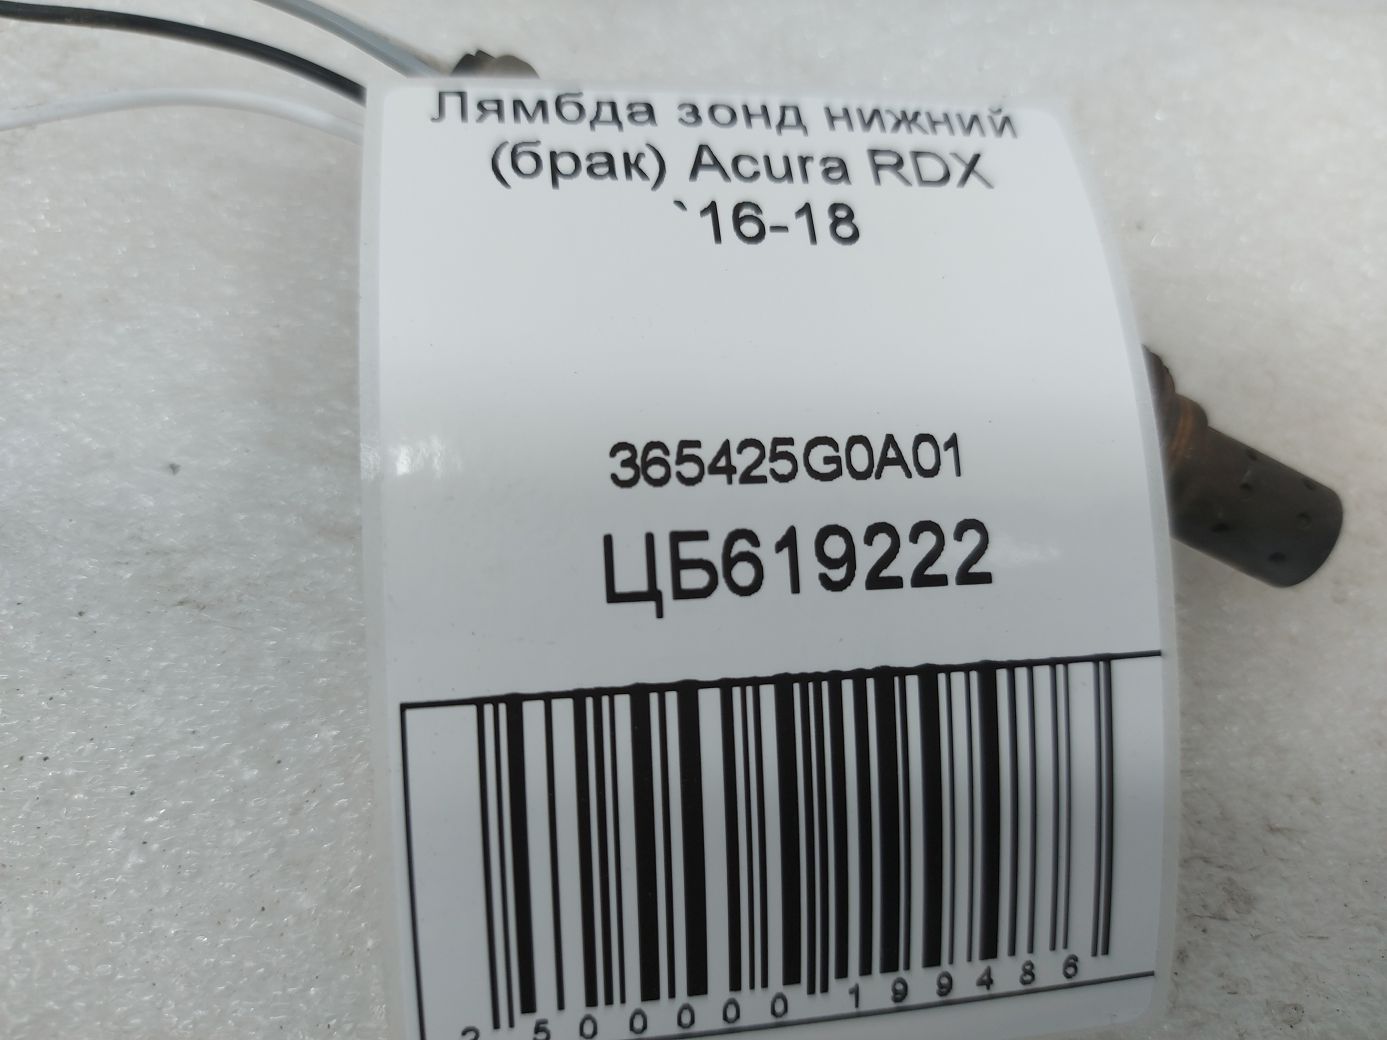 Лямбда зонд нижний
(брак) Acura RDX
`16-18
365425G0A01
ЦБ619222
2500000199486